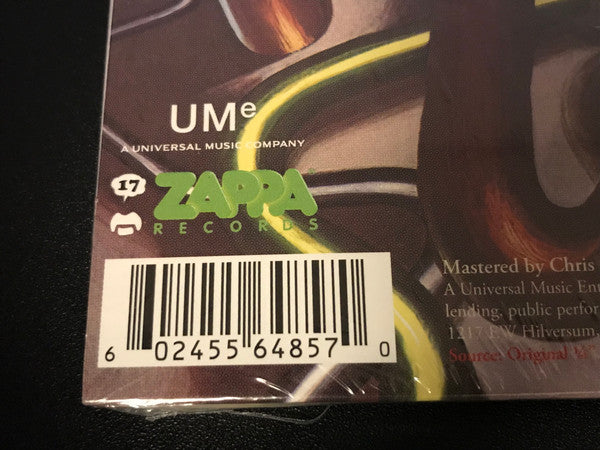 UMe
A UNIVERSAL MUSIC COMPANY
17
ZAPPA
RECORDS
6 02455 64857 0
Mastered by Chris
A Universal Music Ent
lending, public perfor
1217 EW Hilversum,
Source: Original